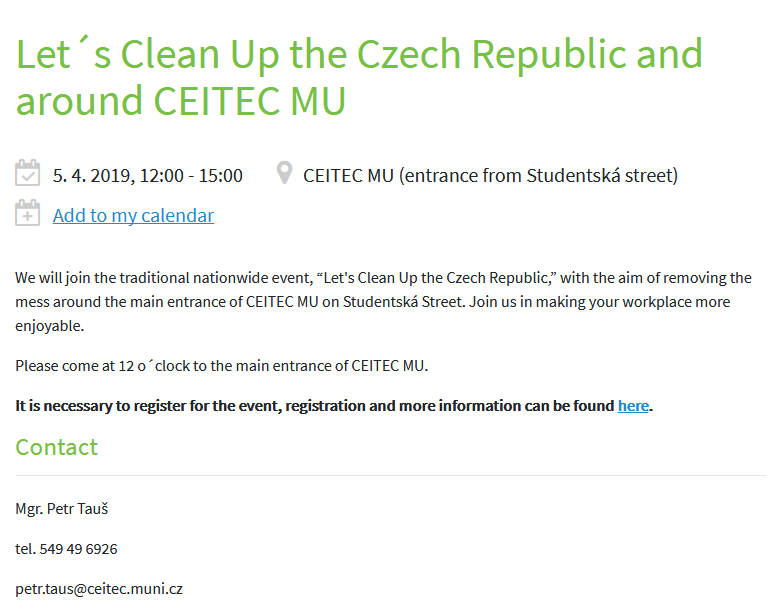 Let´s Clean Up the Czech Republic and
around CEITEC MU
5. 4. 2019, 12:00 - 15:00
CEITEC MU (entrance from Studentská street)
Add to my calendar
We will join the traditional nationwide event, “Let's Clean Up the Czech Republic,” with the aim of removing the
mess around the main entrance of CEITEC MU on Studentská Street. Join us in making your workplace more
enjoyable.
Please come at 12 o´clock to the main entrance of CEITEC MU.
It is necessary to register for the event, registration and more information can be found here.
Contact
Mgr. Petr Tauš
tel. 549 49 6926
petr.taus@ceitec.muni.cz